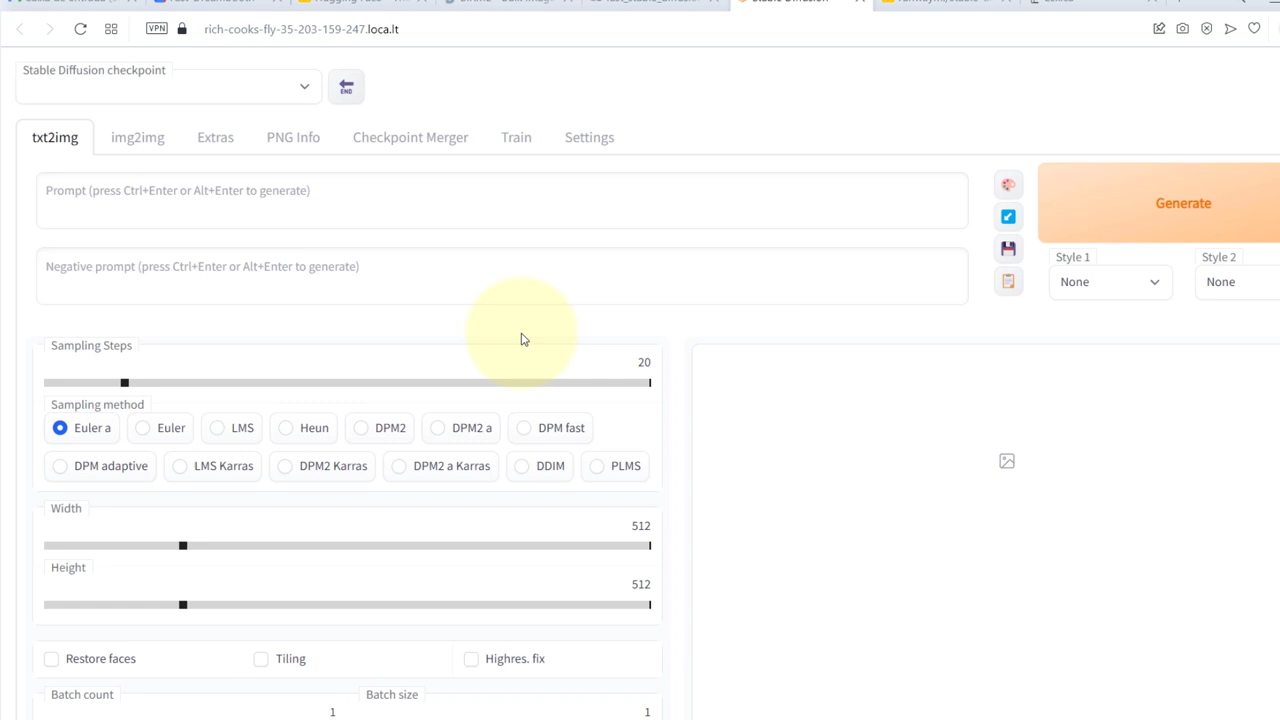 VPN rich-cooks-fly-35-203-159-247.loca.lt
Stable Diffusion checkpoint
END
txt2img img2img Extras PNG Info Checkpoint Merger Train Settings
Prompt (press Ctrl+Enter or Alt+Enter to generate)
Generate
Negative prompt (press Ctrl+Enter or Alt+Enter to generate)
Style 1 Style 2
None None
Sampling Steps
20
Sampling method
Euler a Euler LMS Heun DPM2 DPM2 a DPM fast
DPM adaptive LMS Karras DPM2 Karras DPM2 a Karras DDIM PLMS
Width
512
Height
512
Restore faces Tiling Highres. fix
Batch count Batch size
1 1